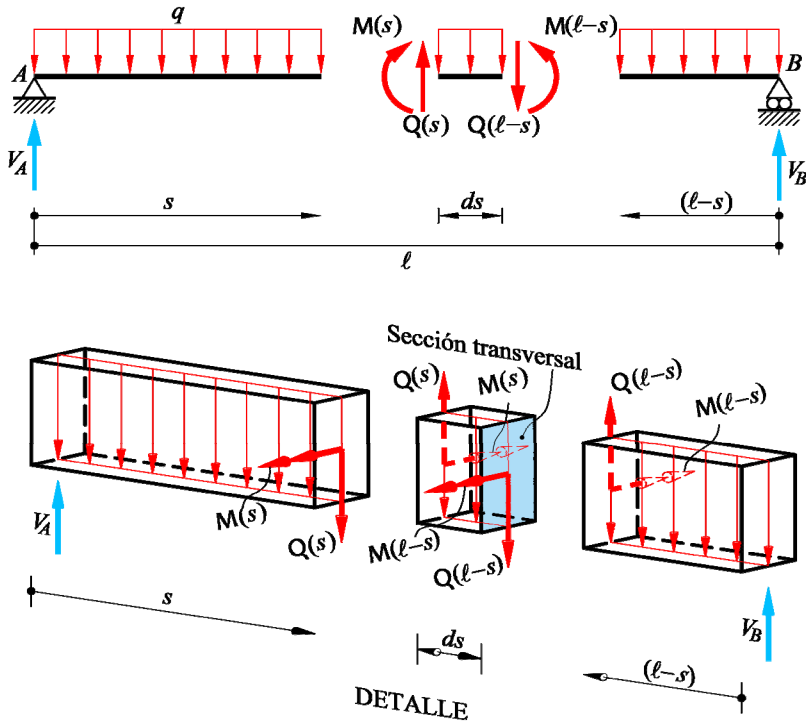 q
M(s)
M(ℓ–s)
A
B
Q(s)
Q(ℓ–s)
V_A
V_B
s
ds
(ℓ–s)
ℓ
Sección transversal
Q(s)
M(s)
Q(ℓ–s)
M(ℓ–s)
M(s)
Q(s)
M(ℓ–s)
Q(ℓ–s)
V_A
V_B
s
ds
(ℓ–s)
DETALLE